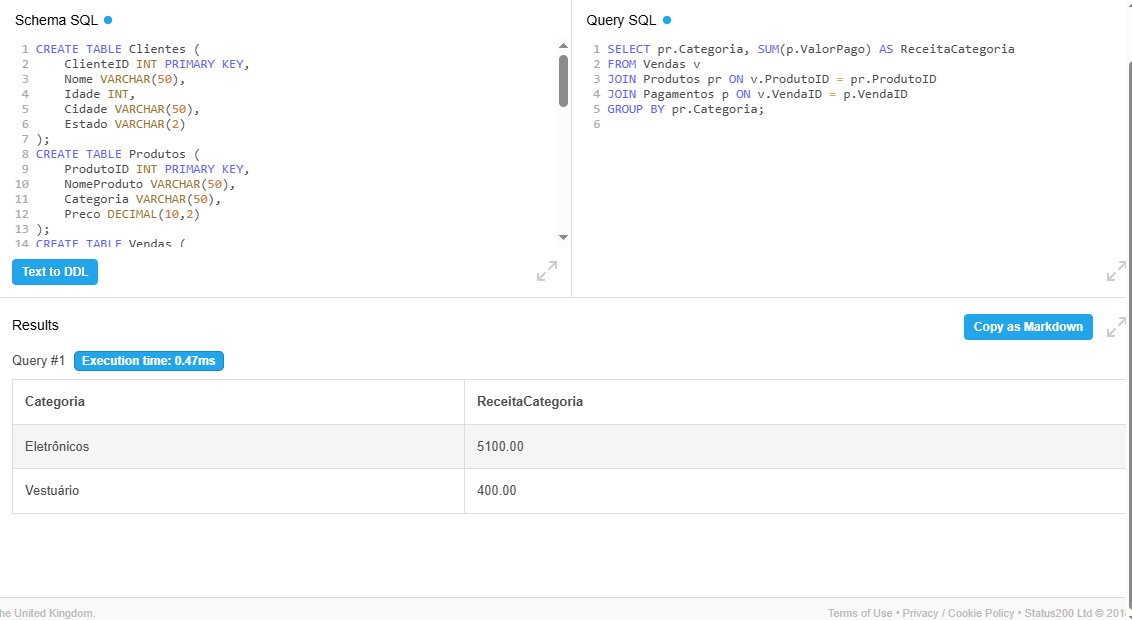 Schema SQL
1 CREATE TABLE Clientes (
2 ClienteID INT PRIMARY KEY,
3 Nome VARCHAR(50),
4 Idade INT,
5 Cidade VARCHAR(50),
6 Estado VARCHAR(2)
7 );
8 CREATE TABLE Produtos (
9 ProdutoID INT PRIMARY KEY,
10 NomeProduto VARCHAR(50),
11 Categoria VARCHAR(50),
12 Preco DECIMAL(10,2)
13 );
14 CREATE TABLE Vendas (
Text to DDL
Query SQL
1 SELECT pr.Categoria, SUM(p.ValorPago) AS ReceitaCategoria
2 FROM Vendas v
3 JOIN Produtos pr ON v.ProdutoID = pr.ProdutoID
4 JOIN Pagamentos p ON v.VendaID = p.VendaID
5 GROUP BY pr.Categoria;
6
Results
Copy as Markdown
Query #1 Execution time: 0.47ms
Categoria ReceitaCategoria
Eletrônicos 5100.00
Vestuário 400.00
he United Kingdom.
Terms of Use • Privacy / Cookie Policy • Status200 Ltd © 201